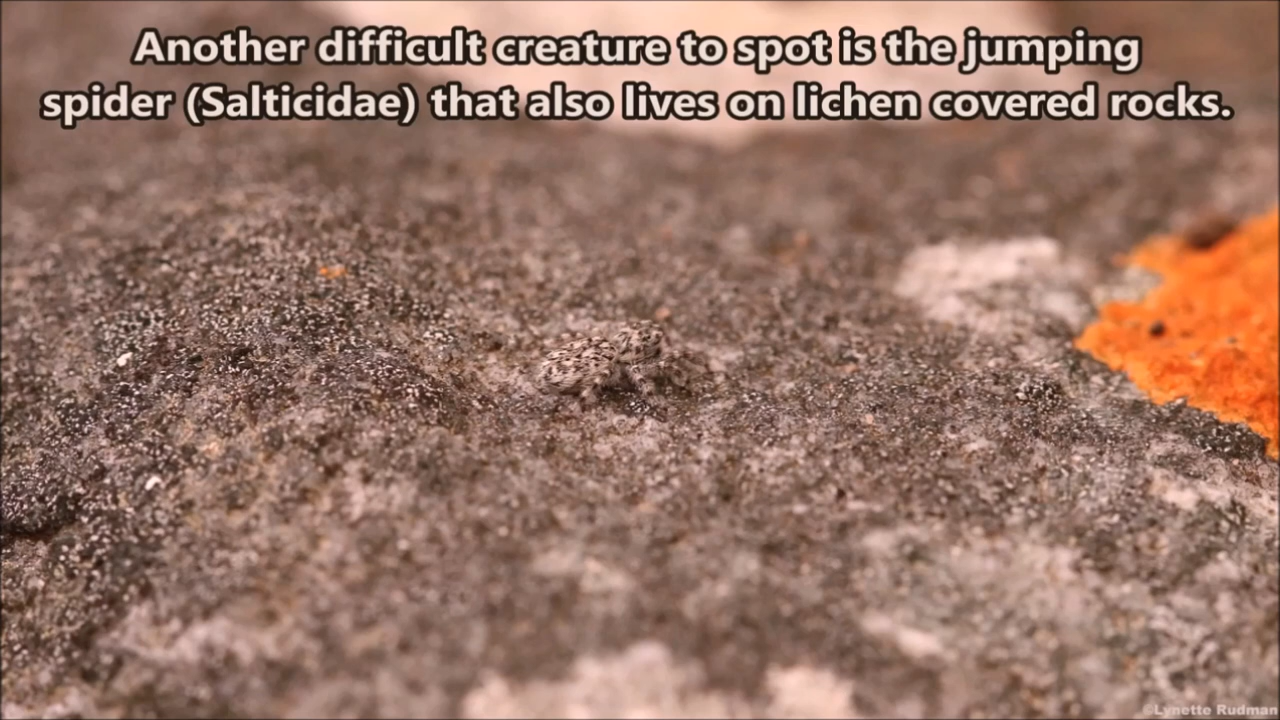 Another difficult creature to spot is the jumping
spider (Salticidae) that also lives on lichen covered rocks.
©Lynette Rudman